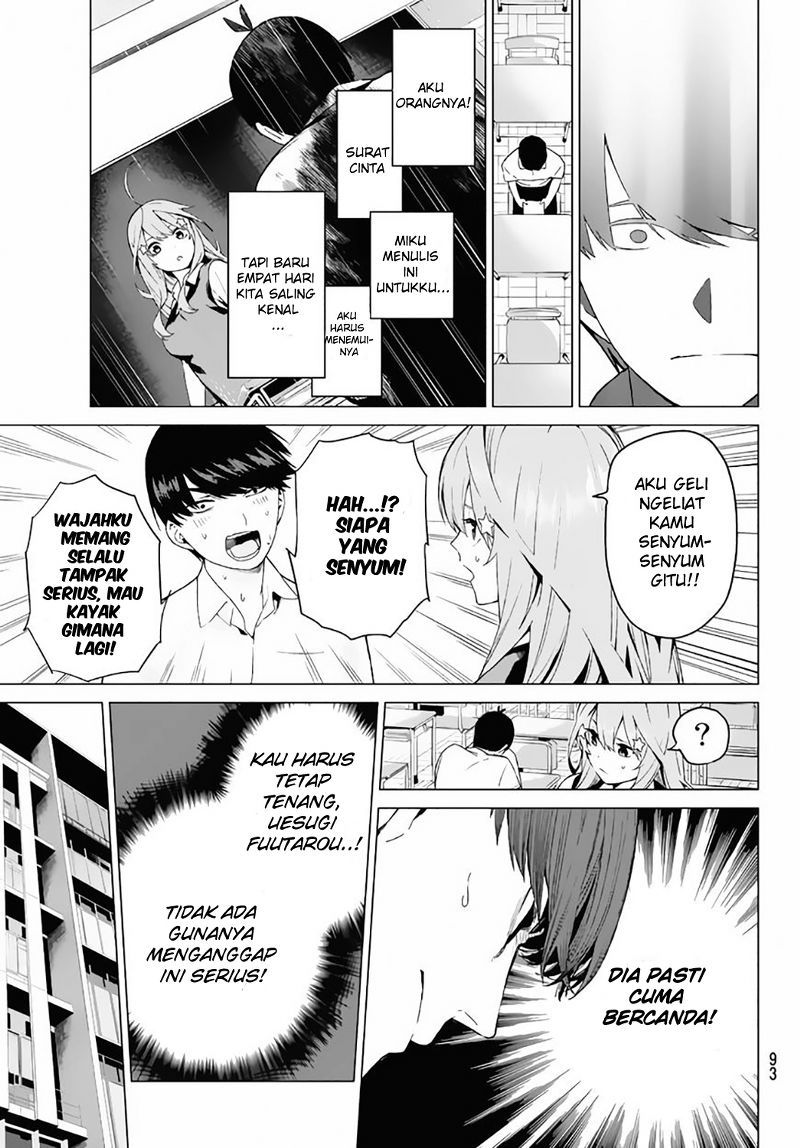 AKU
ORANGNYA!
SURAT
CINTA
MIKU
MENULIS
INI
UNTUKKU...
AKU
HARUS
MENEMUI-
NYA
TAPI BARU
EMPAT HARI
KITA SALING
KENAL
...
AKU GELI
NGELIAT
KAMU
SENYUM-
SENYUM
GITU!!
HAH...!?
SIAPA
YANG
SENYUM!
WAJAHKU
MEMANG
SELALU
TAMPAK
SERIUS, MAU
KAYAK
GIMANA
LAGI!
?
DIA PASTI
CUMA
BERCANDA!
KAU HARUS
TETAP
TENANG,
UESUGI
FUUTAROU..!
TIDAK ADA
GUNANYA
MENGANGGAP
INI SERIUS!
93